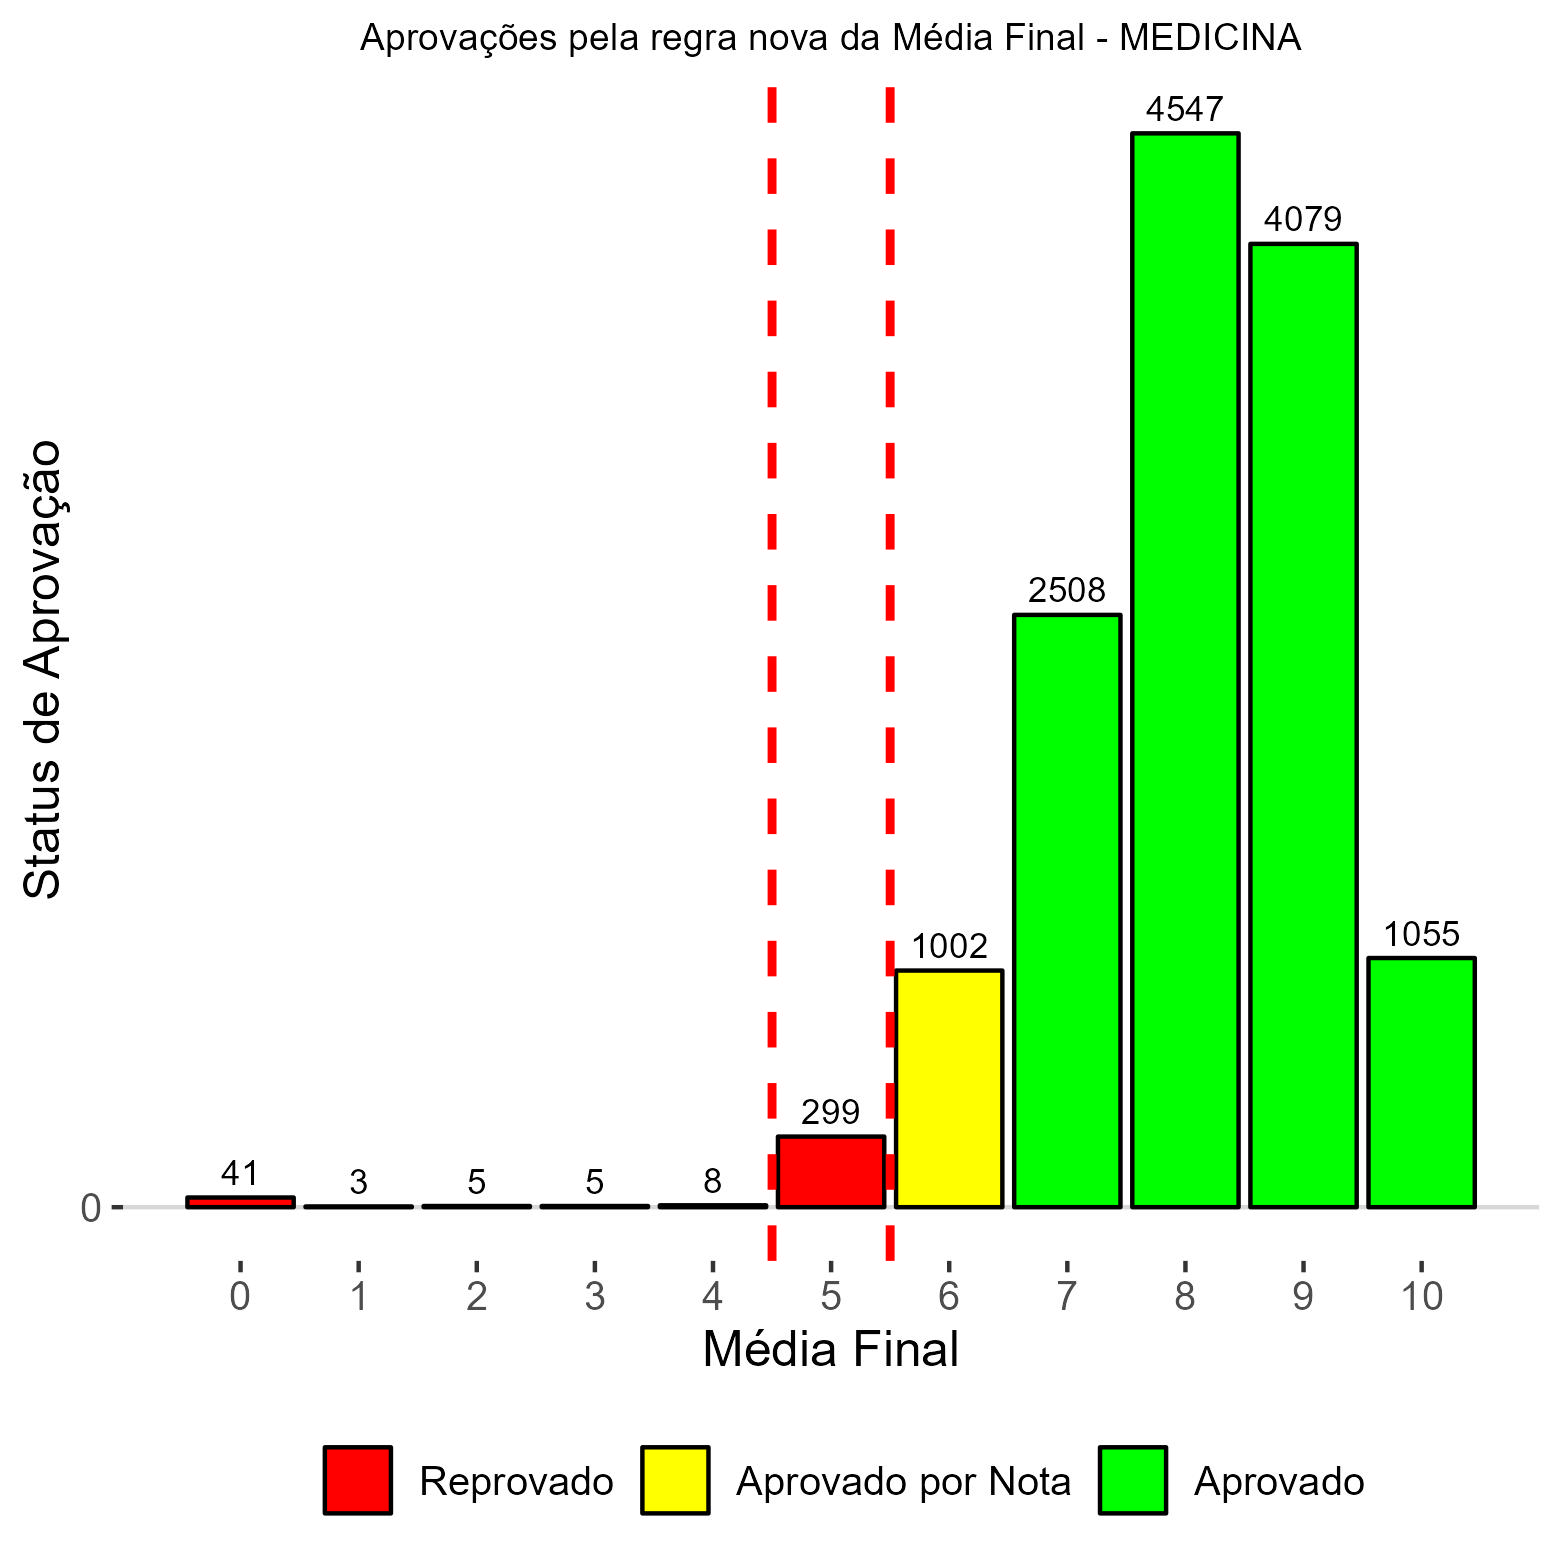 Aprovações pela regra nova da Média Final - MEDICINA
4547
4079
2508
1055
1002
299
41
3
5
5
8
Status de Aprovação
0
0 1 2 3 4 5 6 7 8 9 10
Média Final
Reprovado Aprovado por Nota Aprovado